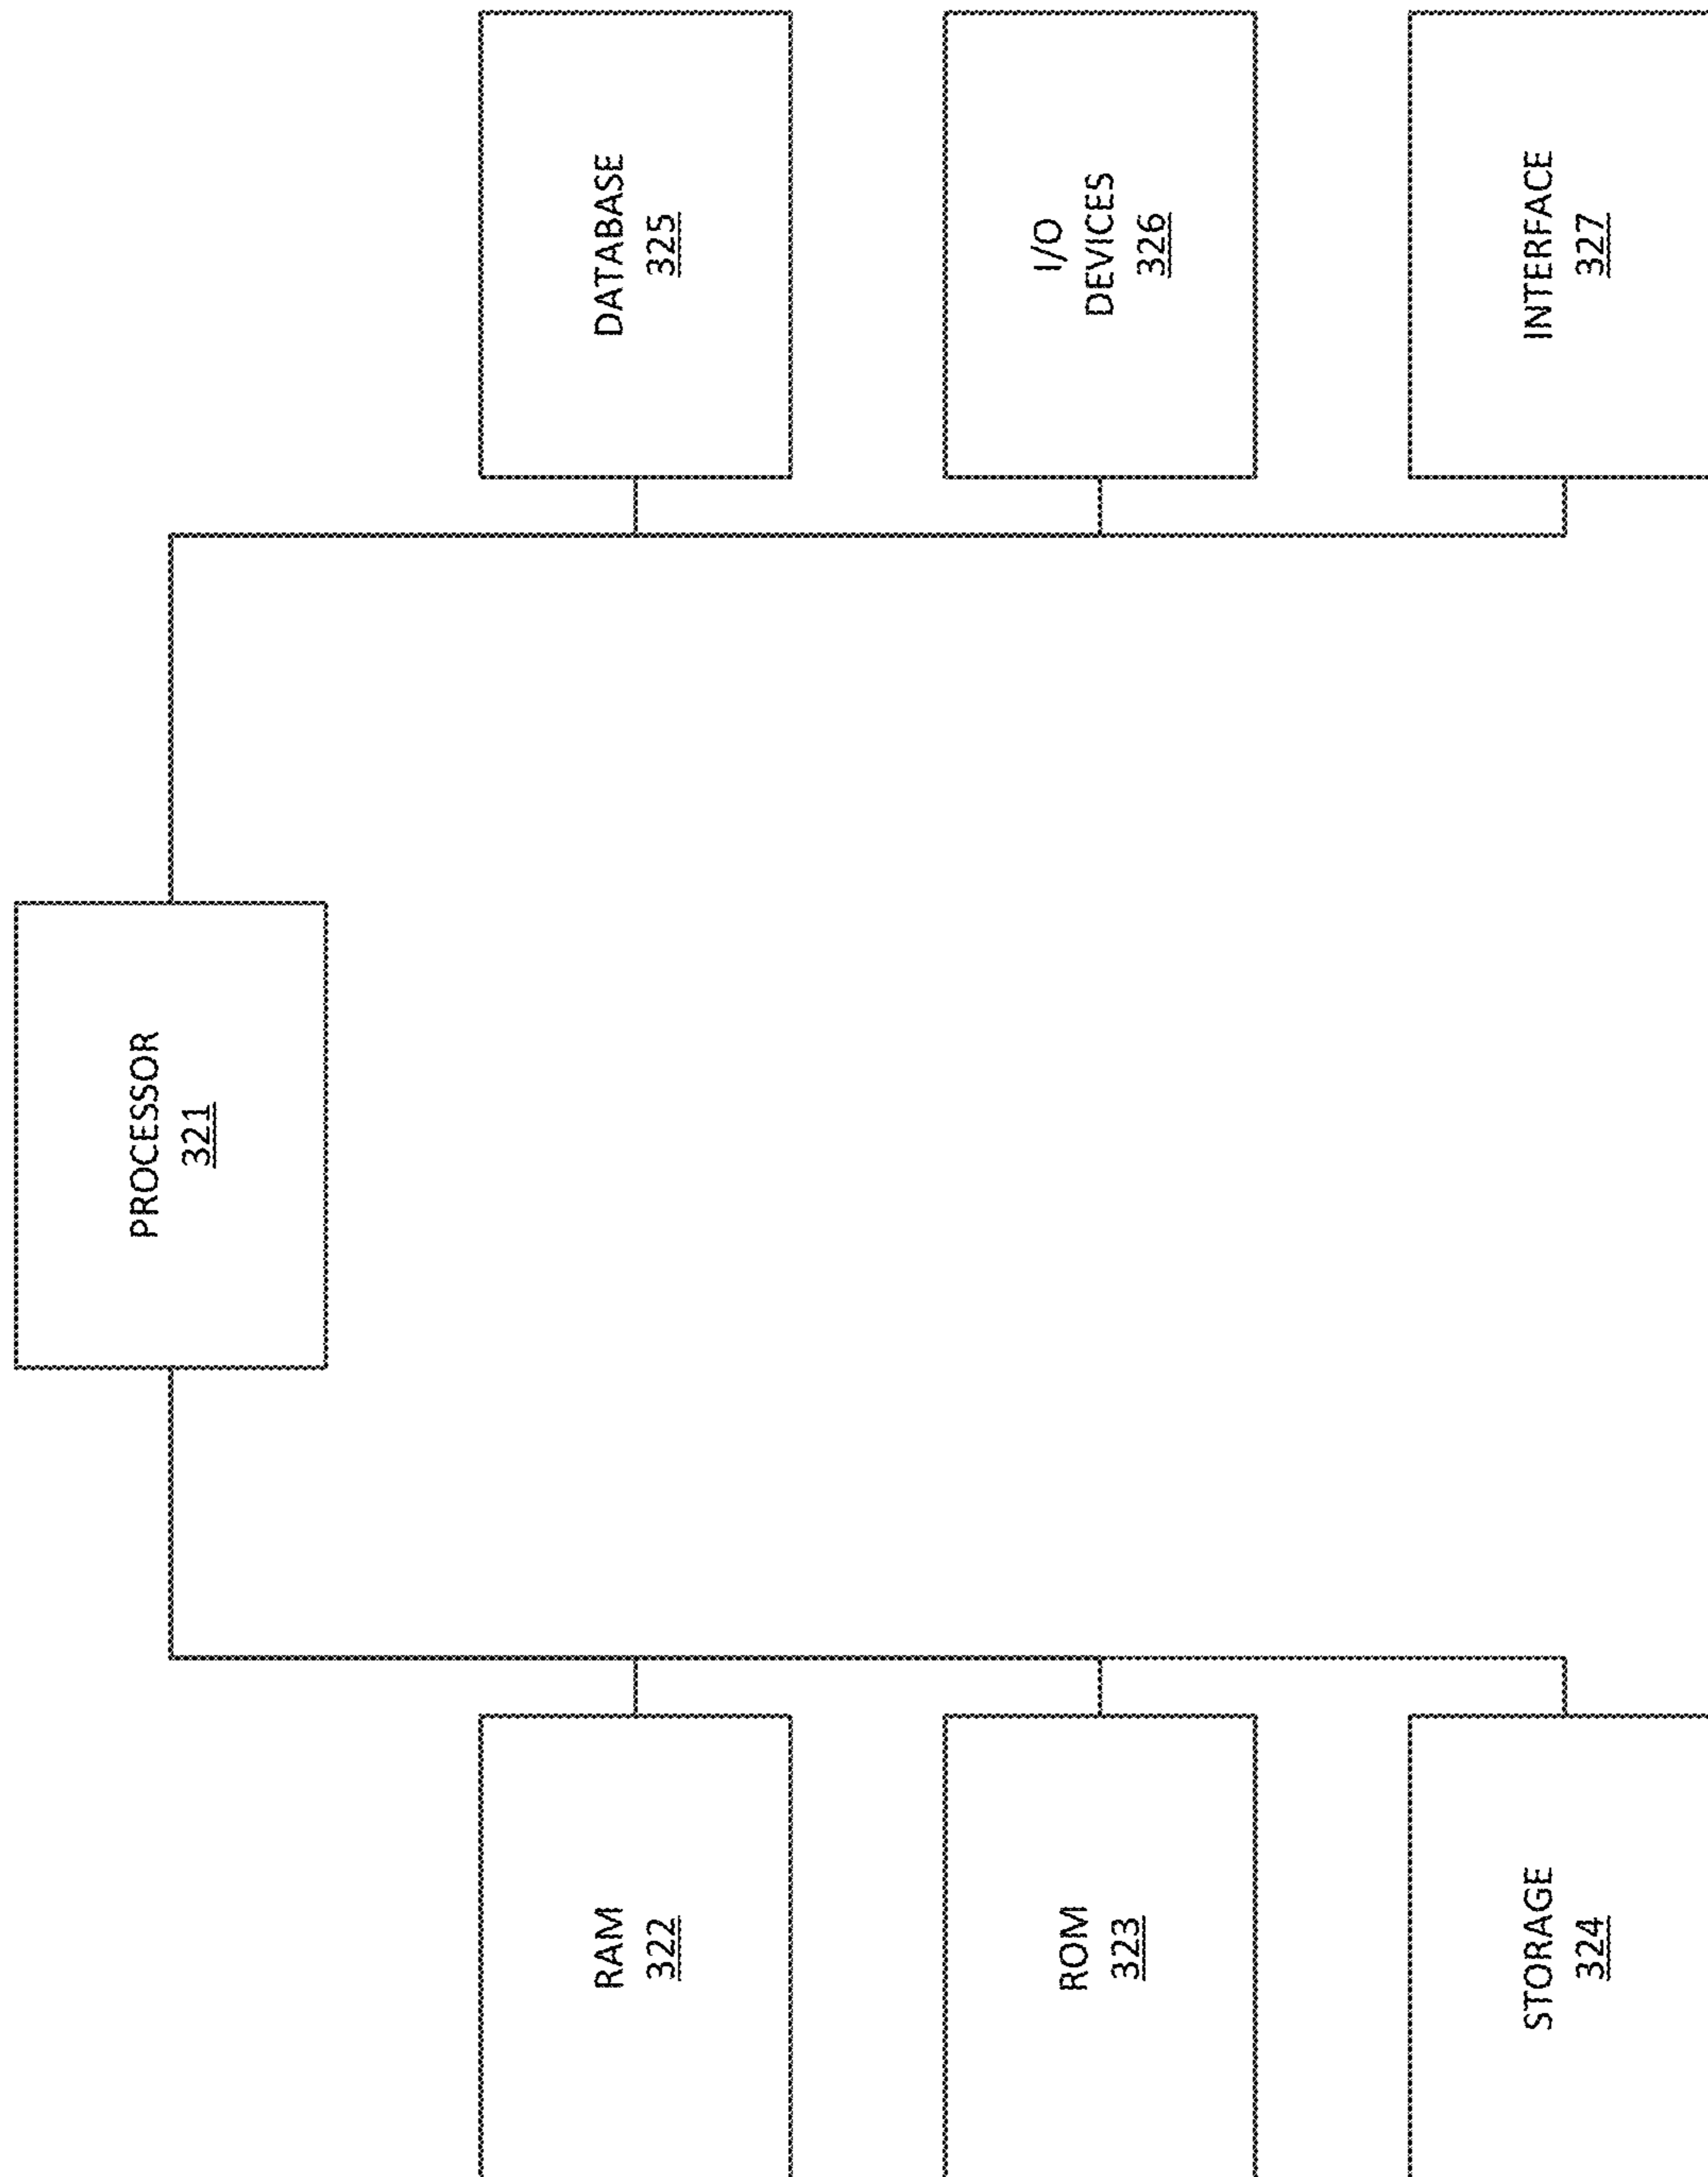 PROCESSOR
321
RAM
322
DATABASE
325
ROM
323
I/O
DEVICES
326
STORAGE
324
INTERFACE
327